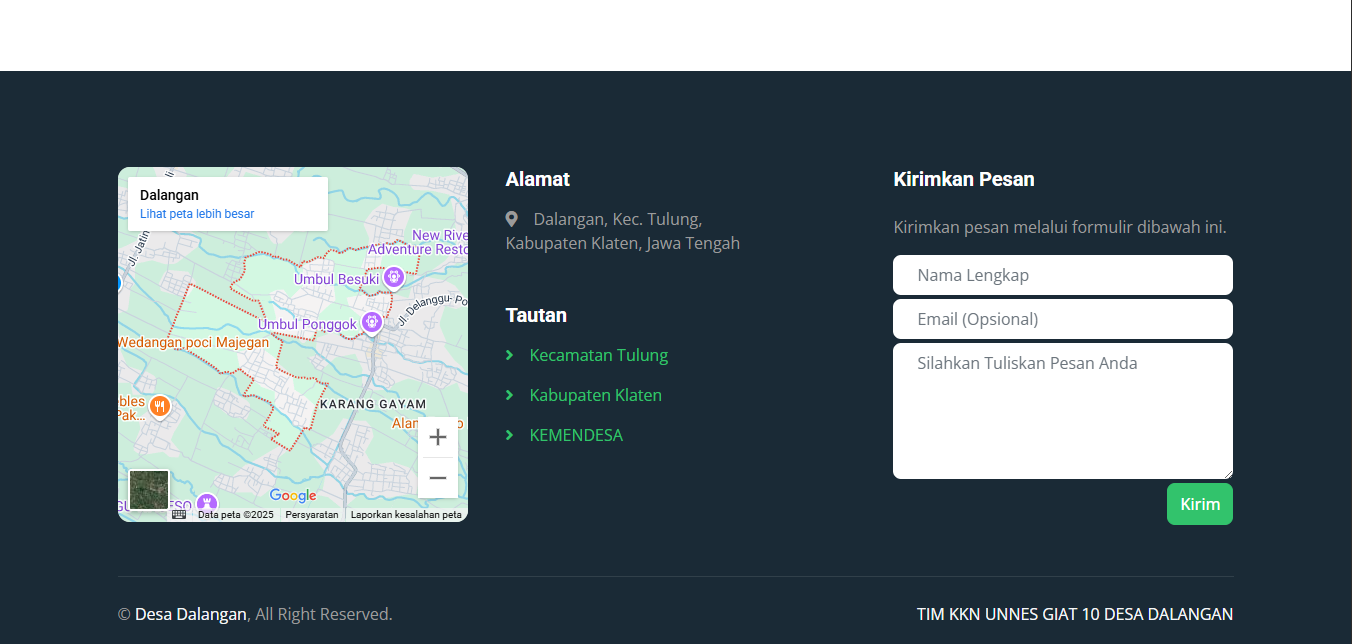 Dalangan
Lihat peta lebih besar
New Rive
Adventure Resto
Umbul Besuki
Jl. Jatin
Jl. Delanggu- Po
Umbul Ponggok
Wedangan poci Majegan
ebles
Pak...
KARANG GAYAM
Alam
o
ESO
Google
Data peta ©2025
Persyaratan
Laporkan kesalahan peta
Alamat
Dalangan, Kec. Tulung,
Kabupaten Klaten, Jawa Tengah
Tautan
Kecamatan Tulung
Kabupaten Klaten
KEMENDESA
Kirimkan Pesan
Kirimkan pesan melalui formulir dibawah ini.
Nama Lengkap
Email (Opsional)
Silahkan Tuliskan Pesan Anda
Kirim
© Desa Dalangan, All Right Reserved.
TIM KKN UNNES GIAT 10 DESA DALANGAN